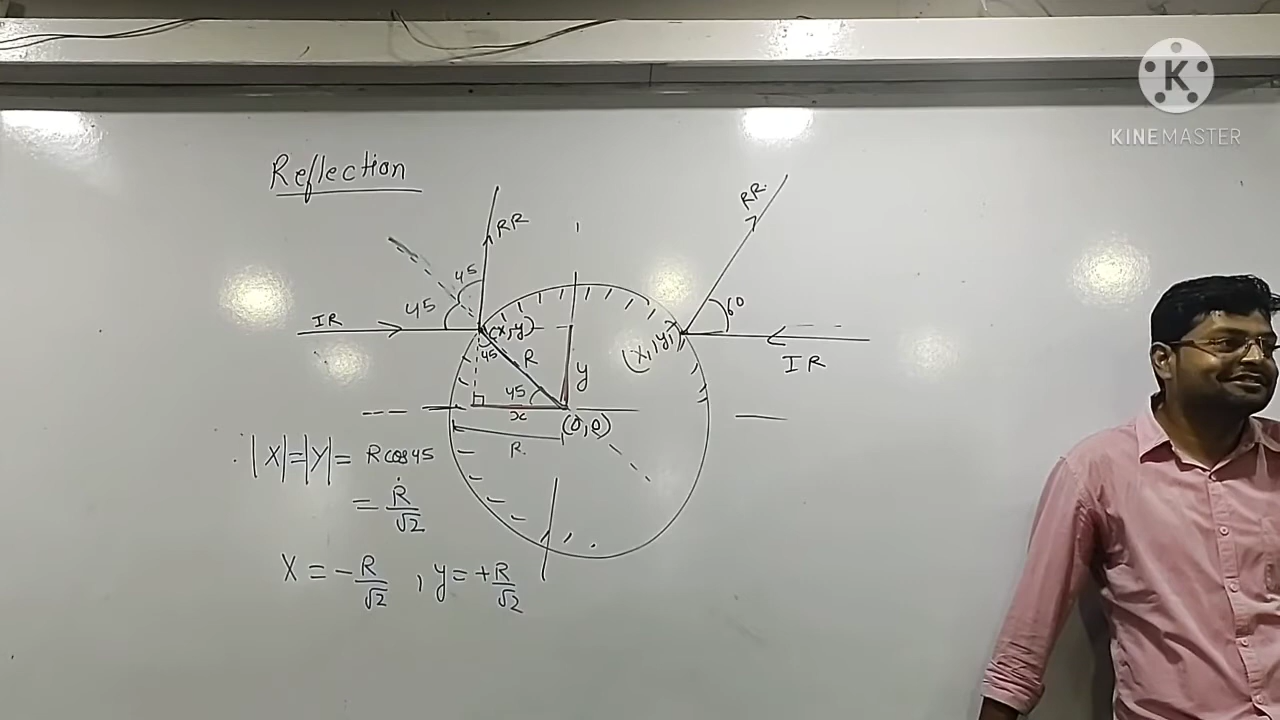 K
KINEMASTER
Reflection
RR
RR.
45
45
IR
60
(x,y)
(x₁,y₁)
IR
45
R
y
45
x
(0,0)
R.
|X|=|Y|= R cos 45
= R/√2
X = -R/√2 , y = +R/√2